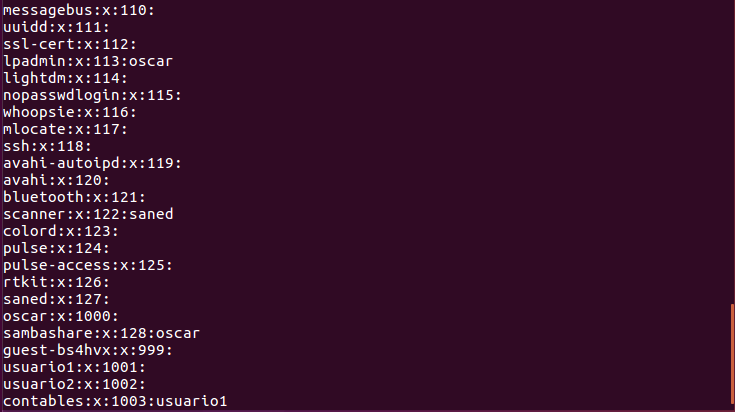 messagebus:x:110:
uuidd:x:111:
ssl-cert:x:112:
lpadmin:x:113:oscar
lightdm:x:114:
nopasswdlogin:x:115:
whoopsie:x:116:
mlocate:x:117:
ssh:x:118:
avahi-autoipd:x:119:
avahi:x:120:
bluetooth:x:121:
scanner:x:122:saned
colord:x:123:
pulse:x:124:
pulse-access:x:125:
rtkit:x:126:
saned:x:127:
oscar:x:1000:
sambashare:x:128:oscar
guest-bs4hvx:x:999:
usuario1:x:1001:
usuario2:x:1002:
contables:x:1003:usuario1